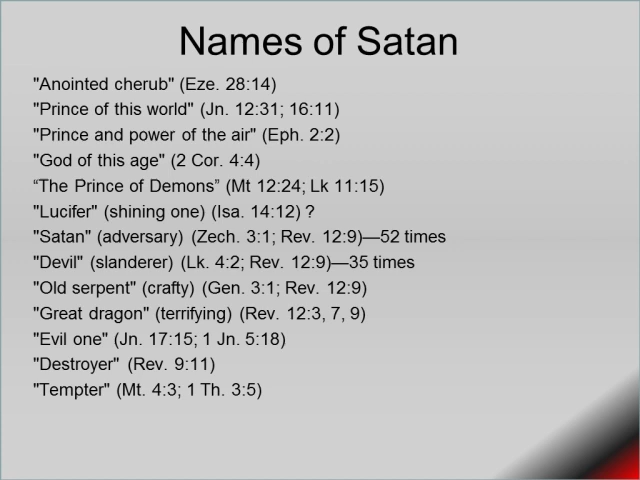 Names of Satan
"Anointed cherub" (Eze. 28:14)
"Prince of this world" (Jn. 12:31; 16:11)
"Prince and power of the air" (Eph. 2:2)
"God of this age" (2 Cor. 4:4)
“The Prince of Demons” (Mt 12:24; Lk 11:15)
"Lucifer" (shining one) (Isa. 14:12) ?
"Satan" (adversary) (Zech. 3:1; Rev. 12:9)—52 times
"Devil" (slanderer) (Lk. 4:2; Rev. 12:9)—35 times
"Old serpent" (crafty) (Gen. 3:1; Rev. 12:9)
"Great dragon" (terrifying) (Rev. 12:3, 7, 9)
"Evil one" (Jn. 17:15; 1 Jn. 5:18)
"Destroyer" (Rev. 9:11)
"Tempter" (Mt. 4:3; 1 Th. 3:5)